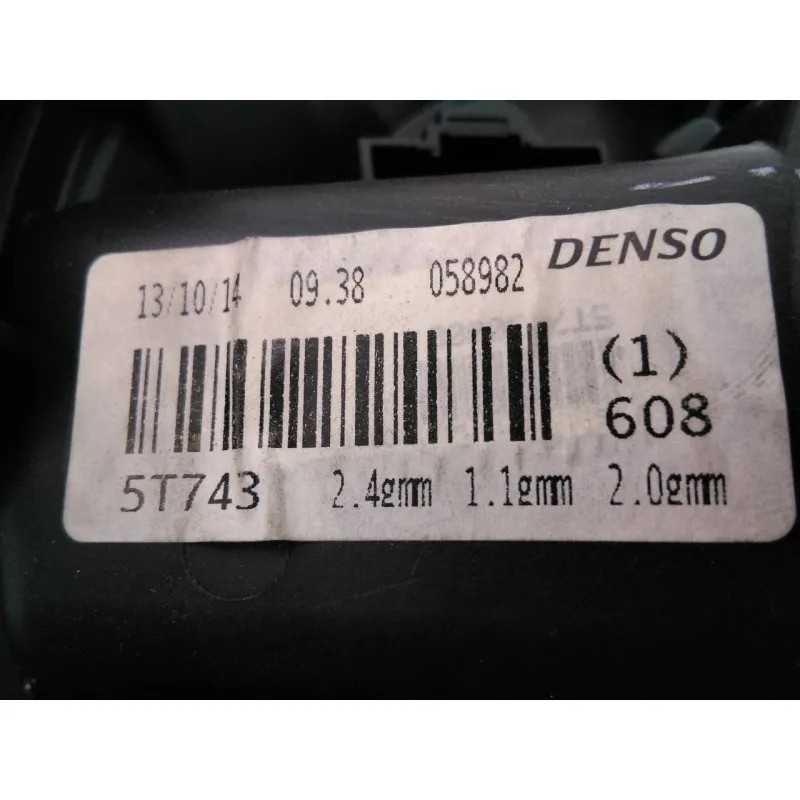 13/10/14 09.38 058982 DENSO
(1)
608
5T743 2.4gmm 1.1gmm 2.0gmm